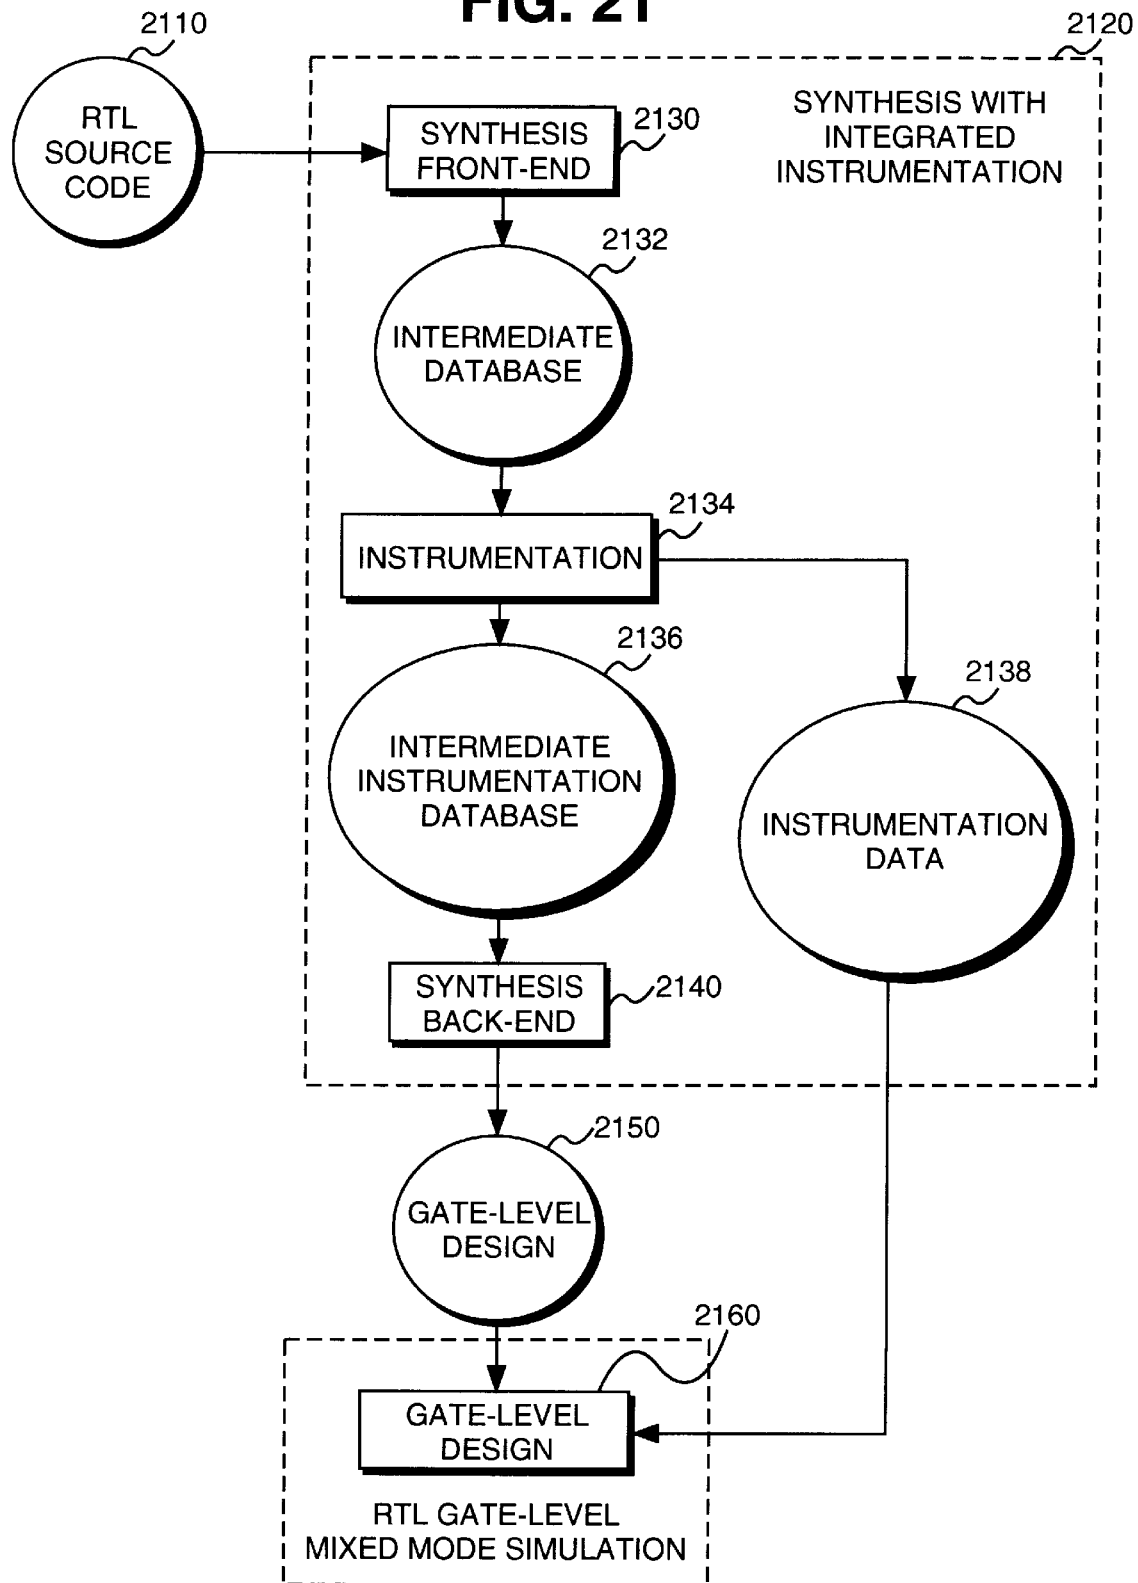 FIG. 21
2110
2120
RTL
SOURCE
CODE
SYNTHESIS
FRONT-END
2130
SYNTHESIS WITH
INTEGRATED
INSTRUMENTATION
2132
INTERMEDIATE
DATABASE
2134
INSTRUMENTATION
2136
2138
INTERMEDIATE
INSTRUMENTATION
DATABASE
INSTRUMENTATION
DATA
SYNTHESIS
BACK-END
2140
2150
GATE-LEVEL
DESIGN
2160
GATE-LEVEL
DESIGN
RTL GATE-LEVEL
MIXED MODE SIMULATION